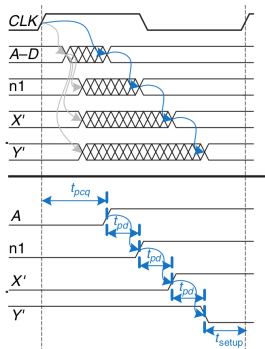 CLK
A–D
n1
X'
Y'
t_pcq
A
t_pd
n1
t_pd
X'
t_pd
Y'
t_setup